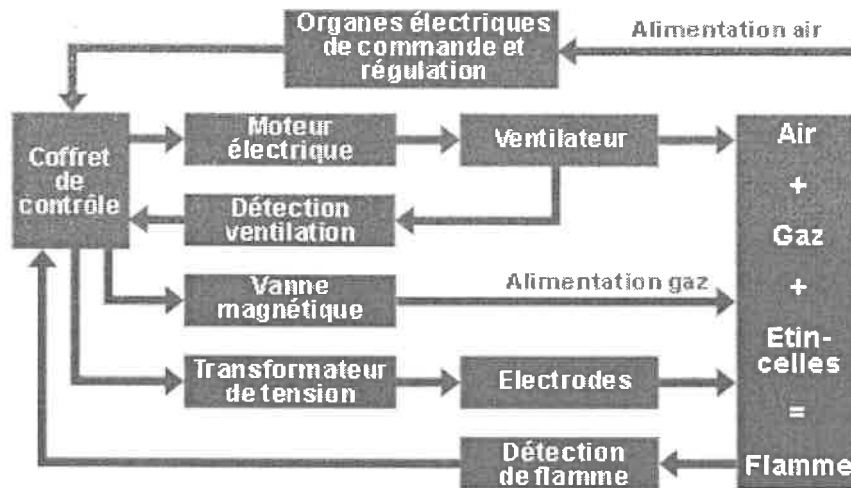 Organes électriques
de commande et
régulation
Alimentation air
Coffret
de
contrôle
Moteur
électrique
Ventilateur
Air
+
Gaz
+
Etin-
celles
=
Flamme
Détection
ventilation
Vanne
magnétique
Alimentation gaz
Transformateur
de tension
Electrodes
Détection
de flamme